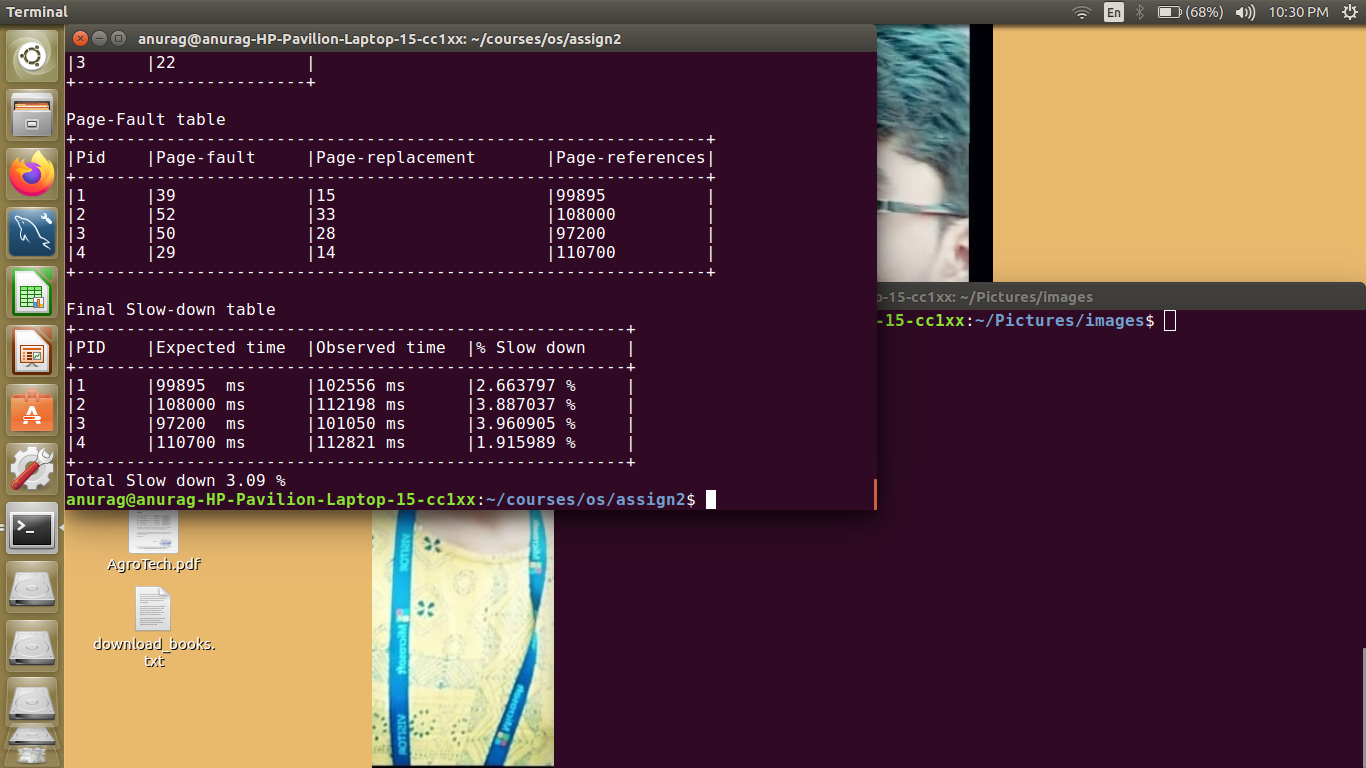 Terminal
En
(68%)
10:30 PM
anurag@anurag-HP-Pavilion-Laptop-15-cc1xx: ~/courses/os/assign2
|3      |22             |
+-----------------------+
Page-Fault table
+---------------------------------------------------------------+
|Pid    |Page-fault     |Page-replacement       |Page-references|
+---------------------------------------------------------------+
|1      |39             |15                     |99895          |
|2      |52             |33                     |108000         |
|3      |50             |28                     |97200          |
|4      |29             |14                     |110700         |
+---------------------------------------------------------------+
Final Slow-down table
+-------------------------------------------------------+
|PID    |Expected time  |Observed time  |% Slow down    |
+-------------------------------------------------------+
|1      |99895  ms      |102556 ms      |2.663797 %     |
|2      |108000 ms      |112198 ms      |3.887037 %     |
|3      |97200  ms      |101050 ms      |3.960905 %     |
|4      |110700 ms      |112821 ms      |1.915989 %     |
+-------------------------------------------------------+
Total Slow down 3.09 %
anurag@anurag-HP-Pavilion-Laptop-15-cc1xx:~/courses/os/assign2$
-15-cc1xx: ~/Pictures/images
-15-cc1xx:~/Pictures/images$
AgroTech.pdf
download_books.
txt
VISITOR
Microsoft
Microsoft
Microsoft
VISITOR